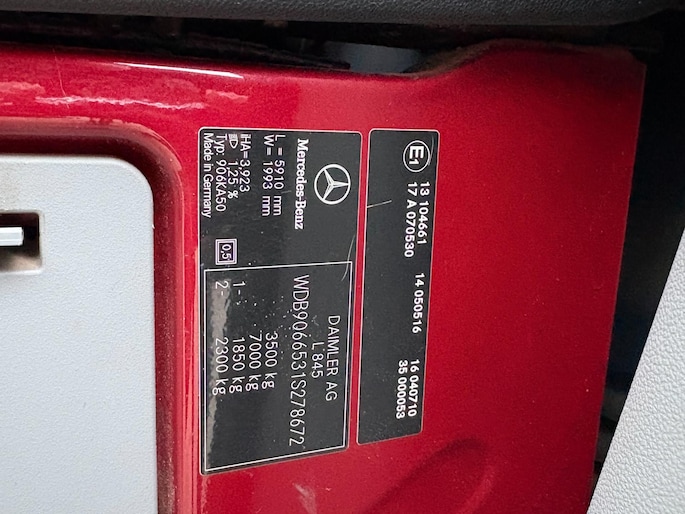 E1
13 104661
14 050516
16 040710
17 A 070530
35 000053
Mercedes-Benz
L = 5910 mm
W = 1993 mm
iHA=3,923
1,25 %
Typ: 906KA50
Made in Germany
0,5
DAIMLER AG
L 845
WDB9066531S278672
3500 kg
7000 kg
1- 1850 kg
2- 2300 kg